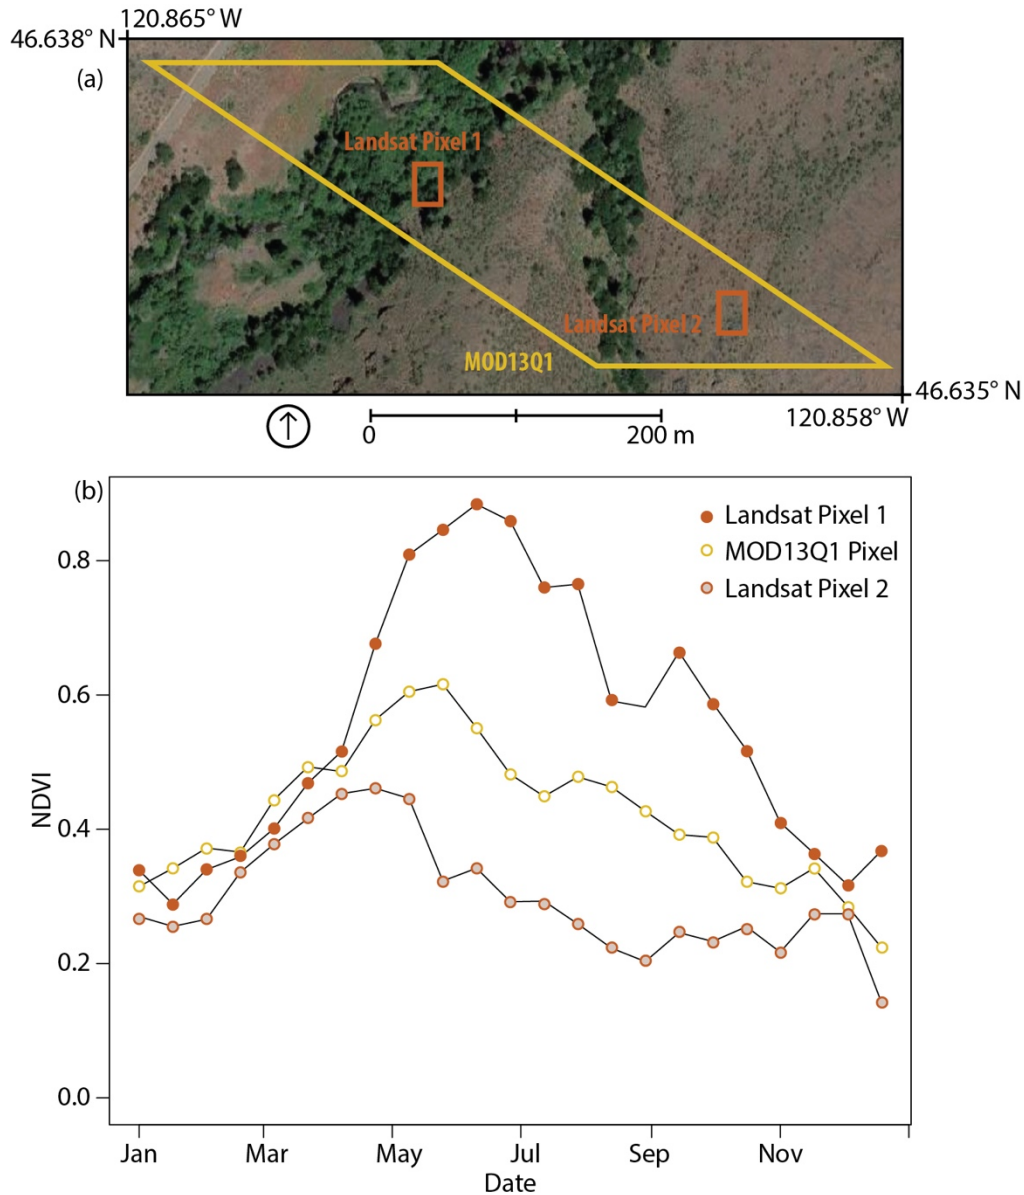 120.865° W
46.638° N
(a)
Landsat Pixel 1
Landsat Pixel 2
MOD13Q1
46.635° N
120.858° W
0
200 m
(b)
Landsat Pixel 1
MOD13Q1 Pixel
Landsat Pixel 2
0.8
0.6
0.4
0.2
0.0
NDVI
Jan
Mar
May
Jul
Sep
Nov
Date